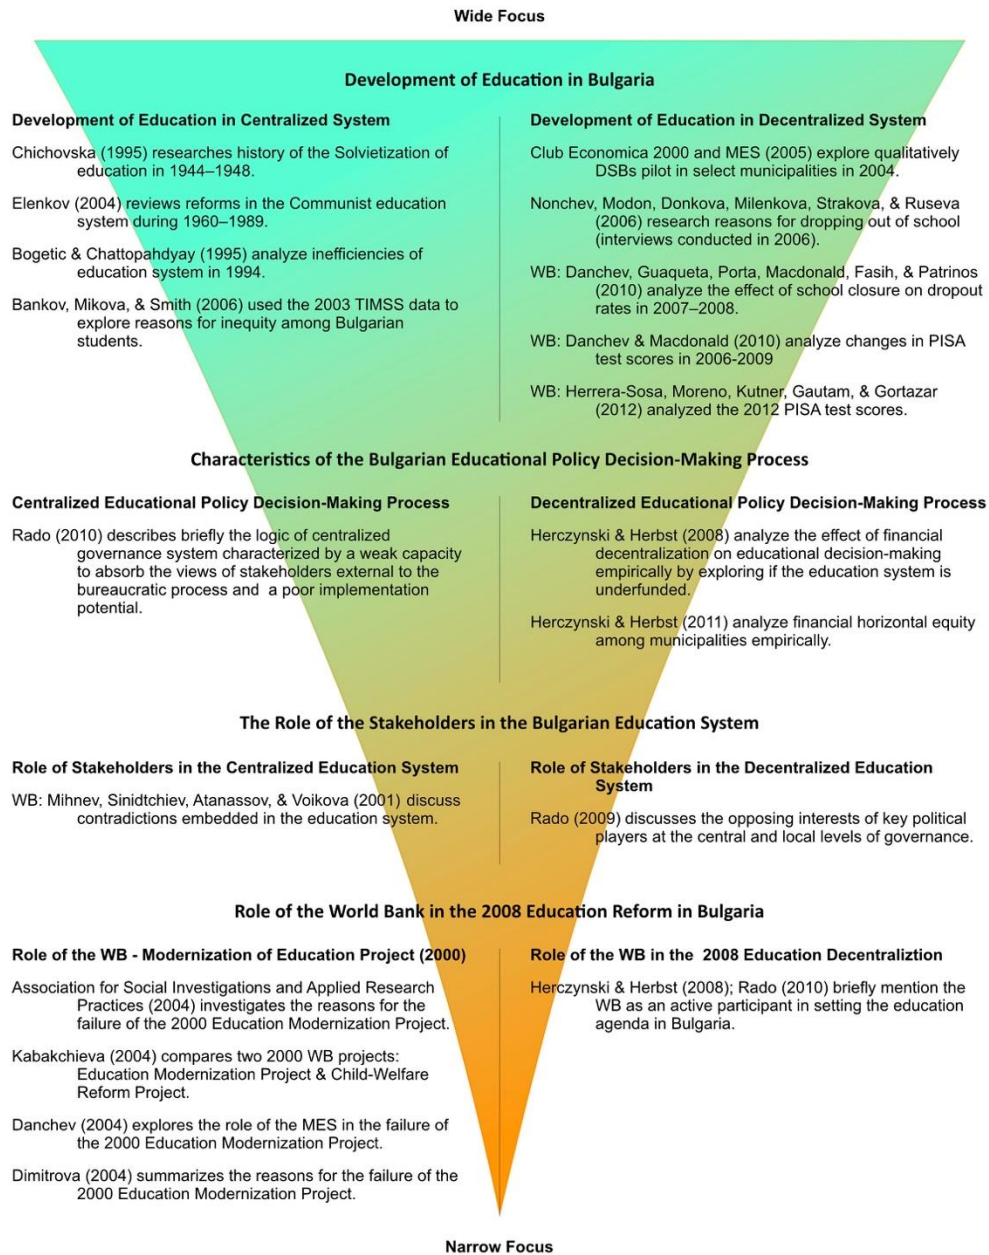 Wide Focus
Development of Education in Bulgaria
Development of Education in Centralized System
Chichovska (1995) researches history of the Solvietization of
education in 1944–1948.
Elenkov (2004) reviews reforms in the Communist education
system during 1960–1989.
Bogetic & Chattopahdyay (1995) analyze inefficiencies of
education system in 1994.
Bankov, Mikova, & Smith (2006) used the 2003 TIMSS data to
explore reasons for inequity among Bulgarian
students.
Development of Education in Decentralized System
Club Economica 2000 and MES (2005) explore qualitatively
DSBs pilot in select municipalities in 2004.
Nonchev, Modon, Donkova, Milenkova, Strakova, & Ruseva
(2006) research reasons for dropping out of school
(interviews conducted in 2006).
WB: Danchev, Guaqueta, Porta, Macdonald, Fasih, & Patrinos
(2010) analyze the effect of school closure on dropout
rates in 2007–2008.
WB: Danchev & Macdonald (2010) analyze changes in PISA
test scores in 2006-2009
WB: Herrera-Sosa, Moreno, Kutner, Gautam, & Gortazar
(2012) analyzed the 2012 PISA test scores.
Characteristics of the Bulgarian Educational Policy Decision-Making Process
Centralized Educational Policy Decision-Making Process
Rado (2010) describes briefly the logic of centralized
governance system characterized by a weak capacity
to absorb the views of stakeholders external to the
bureaucratic process and  a poor implementation
potential.
Decentralized Educational Policy Decision-Making Process
Herczynski & Herbst (2008) analyze the effect of financial
decentralization on educational decision-making
empirically by exploring if the education system is
underfunded.
Herczynski & Herbst (2011) analyze financial horizontal equity
among municipalities empirically.
The Role of the Stakeholders in the Bulgarian Education System
Role of Stakeholders in the Centralized Education System
WB: Mihnev, Sinidtchiev, Atanassov, & Voikova (2001) discuss
contradictions embedded in the education system.
Role of Stakeholders in the Decentralized Education
System
Rado (2009) discusses the opposing interests of key political
players at the central and local levels of governance.
Role of the World Bank in the 2008 Education Reform in Bulgaria
Role of the WB - Modernization of Education Project (2000)
Association for Social Investigations and Applied Research
Practices (2004) investigates the reasons for the
failure of the 2000 Education Modernization Project.
Kabakchieva (2004) compares two 2000 WB projects:
Education Modernization Project & Child-Welfare
Reform Project.
Danchev (2004) explores the role of the MES in the failure of
the 2000 Education Modernization Project.
Dimitrova (2004) summarizes the reasons for the failure of the
2000 Education Modernization Project.
Role of the WB in the  2008 Education Decentraliztion
Herczynski & Herbst (2008); Rado (2010) briefly mention the
WB as an active participant in setting the education
agenda in Bulgaria.
Narrow Focus